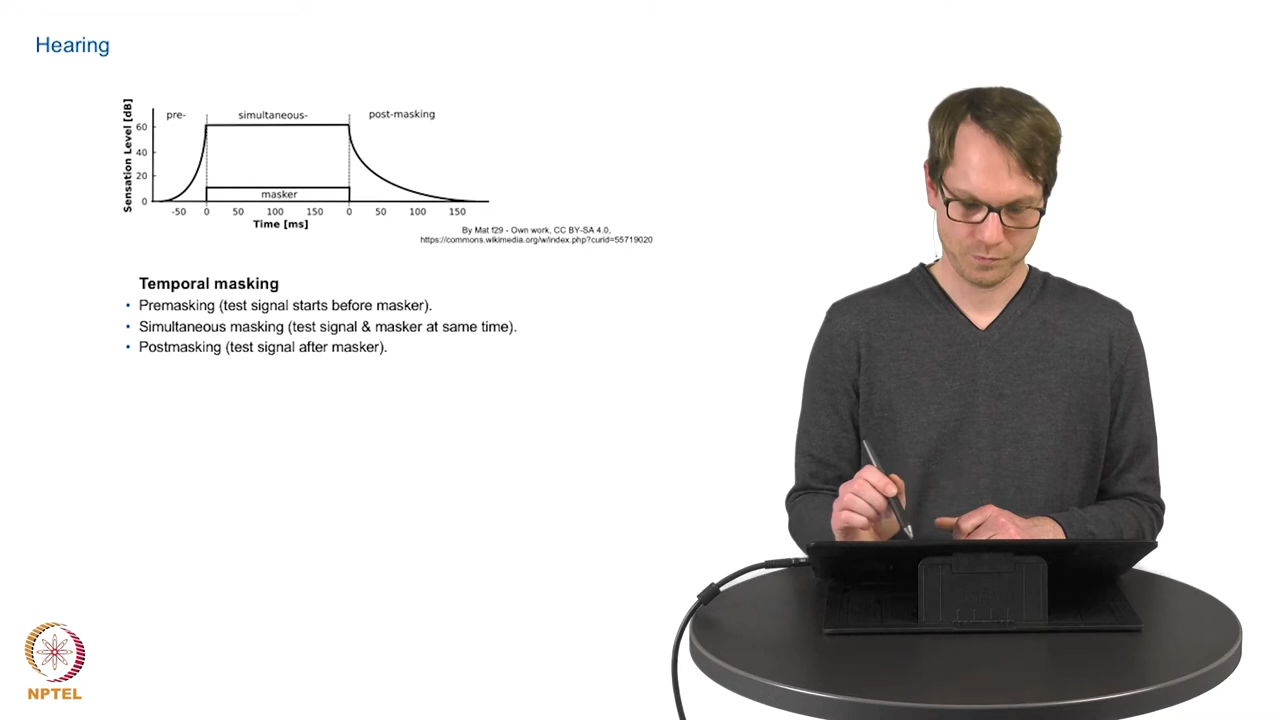 Hearing
Sensation Level [dB]
pre-
simultaneous-
post-masking
60
40
20
0
masker
-50 0 50 100 150 0 50 100 150
Time [ms]
By Mat f29 - Own work, CC BY-SA 4.0,
https://commons.wikimedia.org/w/index.php?curid=55719020
Temporal masking
• Premasking (test signal starts before masker).
• Simultaneous masking (test signal & masker at same time).
• Postmasking (test signal after masker).
NPTEL